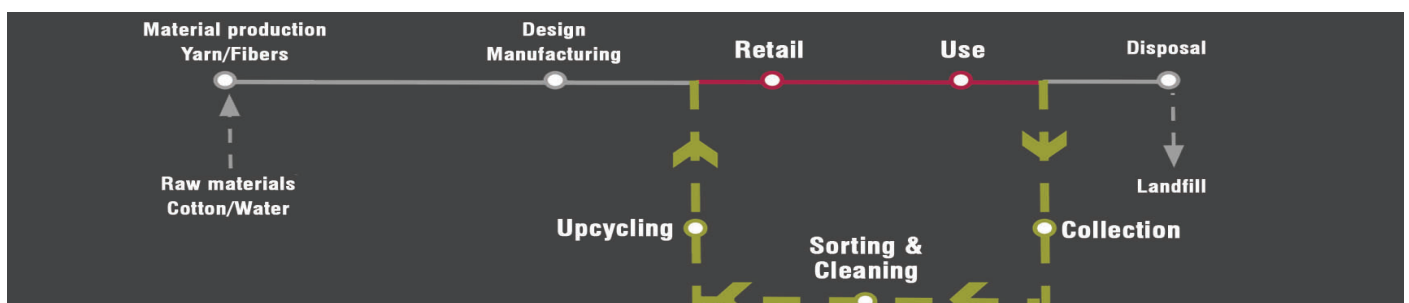 Material production
Yarn/Fibers
Design
Manufacturing
Retail
Use
Disposal
Raw materials
Cotton/Water
Landfill
Upcycling
Sorting &
Cleaning
Collection